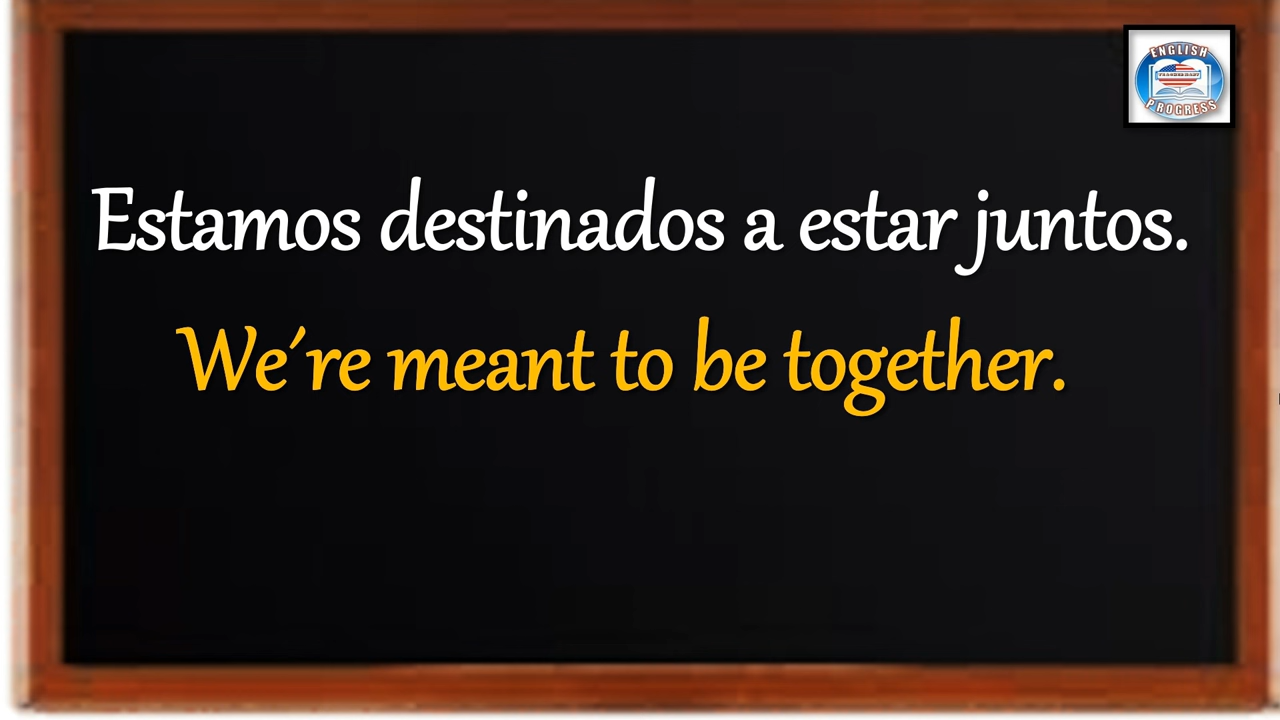 ENGLISH
PROGRESS
Estamos destinados a estar juntos.
We´re meant to be together.